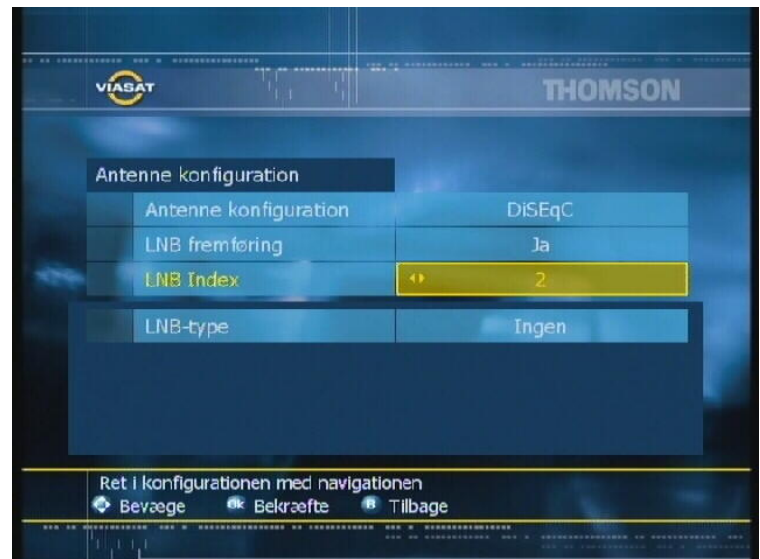 VIASAT
THOMSON
Antenne konfiguration
Antenne konfiguration DiSEqC
LNB fremføring Ja
LNB Index 2
LNB-type Ingen
Ret i konfigurationen med navigationen
Bevæge Ok Bekræfte B Tilbage